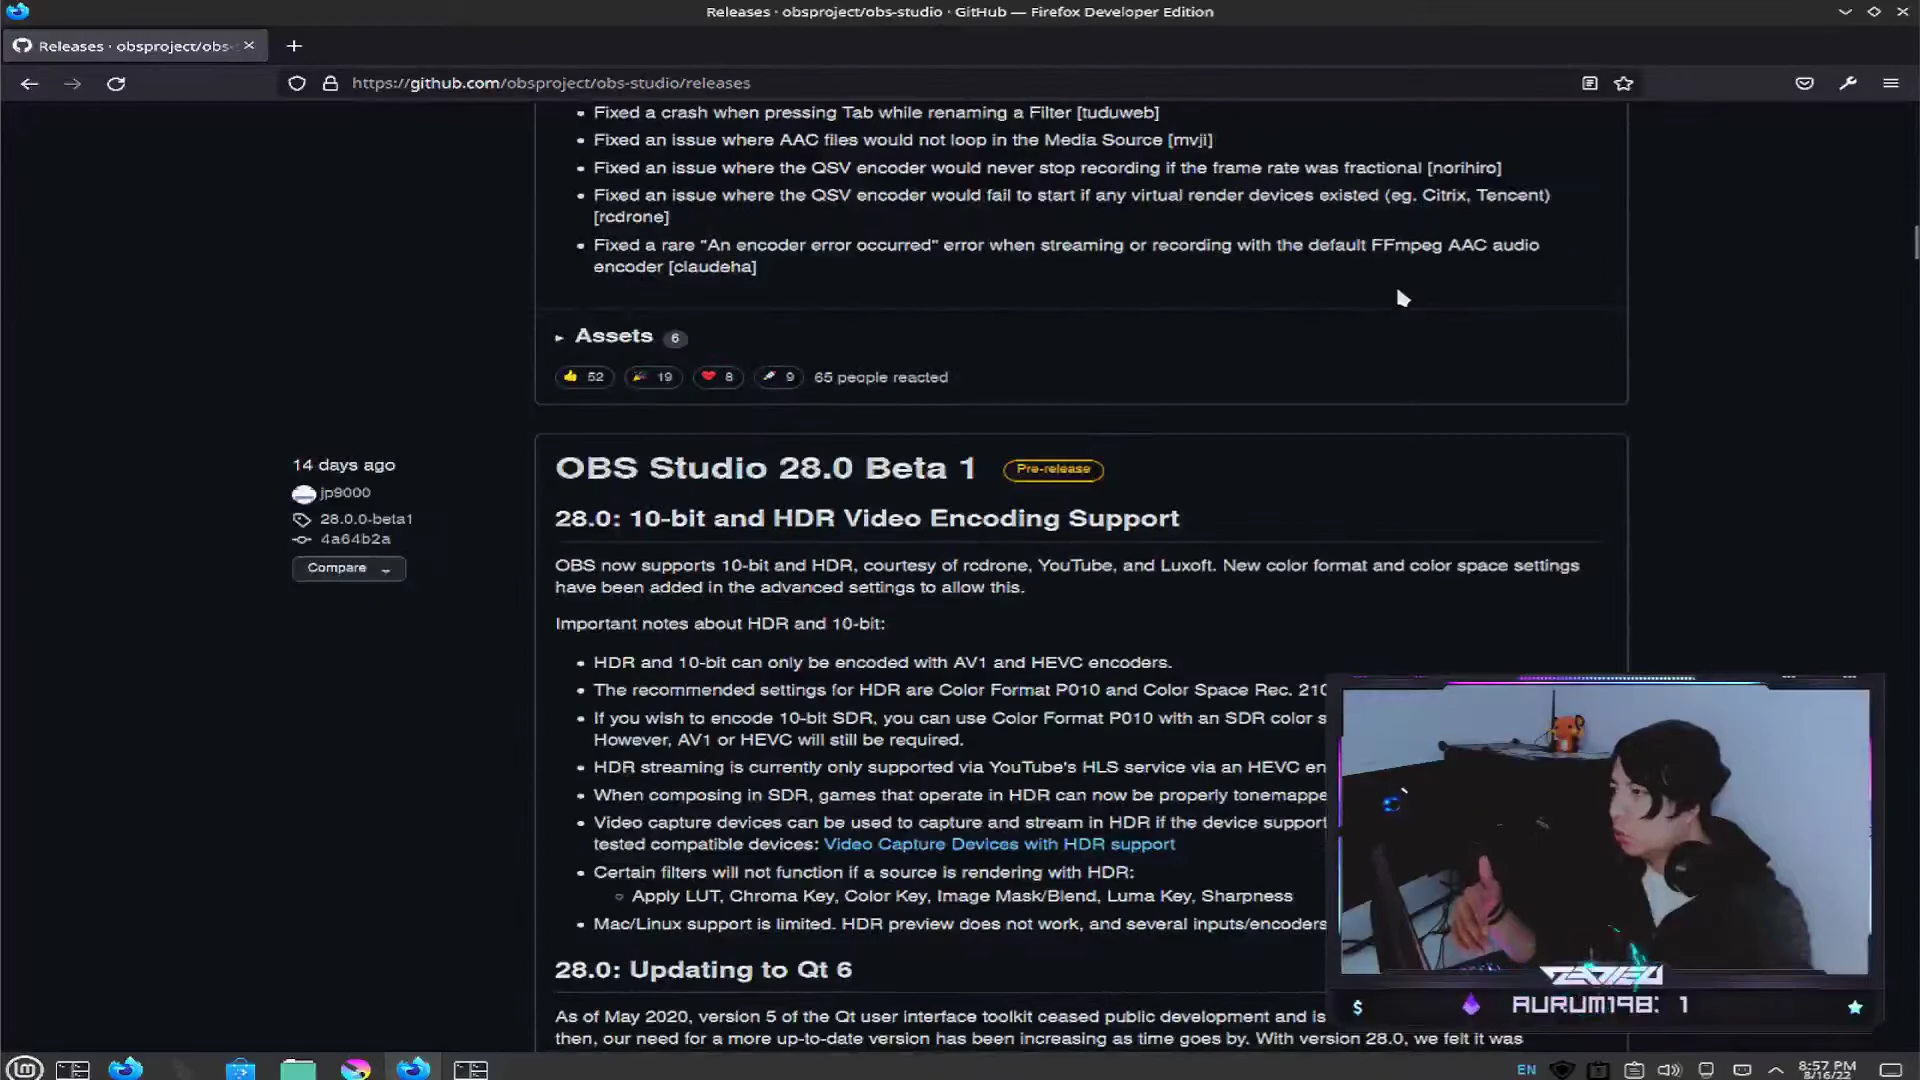 Releases · obsproject/obs-studio · GitHub — Firefox Developer Edition
Releases · obsproject/obs-
https://github.com/obsproject/obs-studio/releases
Fixed a crash when pressing Tab while renaming a Filter [tuduweb]
Fixed an issue where AAC files would not loop in the Media Source [mvji]
Fixed an issue where the QSV encoder would never stop recording if the frame rate was fractional [norihiro]
Fixed an issue where the QSV encoder would fail to start if any virtual render devices existed (eg. Citrix, Tencent)
[rcdrone]
Fixed a rare “An encoder error occurred” error when streaming or recording with the default FFmpeg AAC audio
encoder [claudeha]
Assets 6
52 19 8 9 65 people reacted
14 days ago
jp9000
28.0.0-beta1
4a64b2a
Compare
OBS Studio 28.0 Beta 1 Pre-release
28.0: 10-bit and HDR Video Encoding Support
OBS now supports 10-bit and HDR, courtesy of rcdrone, YouTube, and Luxoft. New color format and color space settings
have been added in the advanced settings to allow this.
Important notes about HDR and 10-bit:
HDR and 10-bit can only be encoded with AV1 and HEVC encoders.
The recommended settings for HDR are Color Format P010 and Color Space Rec. 210
If you wish to encode 10-bit SDR, you can use Color Format P010 with an SDR color s
However, AV1 or HEVC will still be required.
HDR streaming is currently only supported via YouTube's HLS service via an HEVC en
When composing in SDR, games that operate in HDR can now be properly tonemappe
Video capture devices can be used to capture and stream in HDR if the device support
tested compatible devices: Video Capture Devices with HDR support
Certain filters will not function if a source is rendering with HDR:
Apply LUT, Chroma Key, Color Key, Image Mask/Blend, Luma Key, Sharpness
Mac/Linux support is limited. HDR preview does not work, and several inputs/encoders
28.0: Updating to Qt 6
As of May 2020, version 5 of the Qt user interface toolkit ceased public development and is
then, our need for a more up-to-date version has been increasing as time goes by. With version 28.0, we felt it was
$ AURUM198: 1
EN
8:57 PM
8/16/22